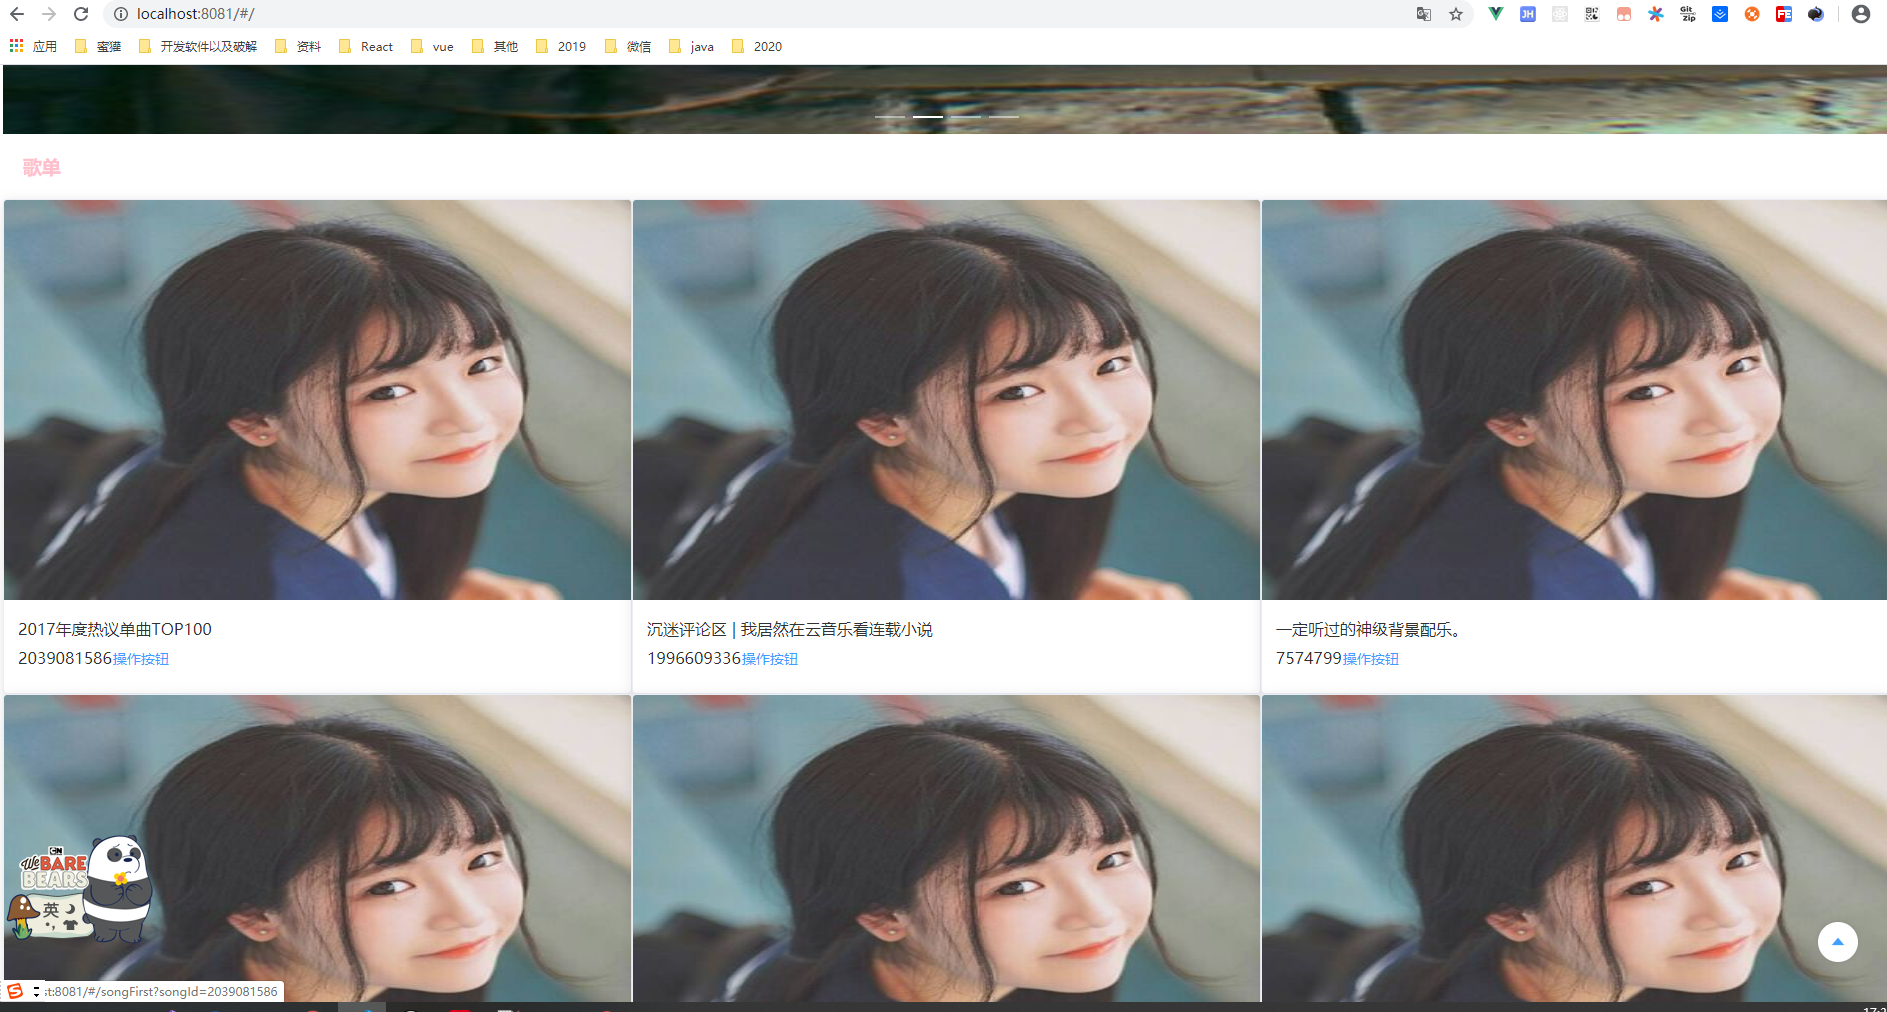 localhost:8081/#/
JH
Git
Zip
FE
应用 蜜獾 开发软件以及破解 资料 React vue 其他 2019 微信 java 2020
歌单
2017年度热议单曲TOP100
2039081586操作按钮
沉迷评论区 | 我居然在云音乐看连载小说
1996609336操作按钮
一定听过的神级背景配乐。
7574799操作按钮
CN
We BARE
BEARS
英
st:8081/#/songFirst?songId=2039081586